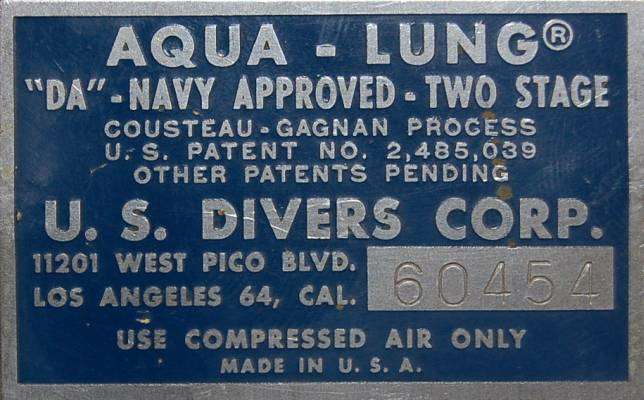 AQUA - LUNG®
"DA" - NAVY APPROVED - TWO STAGE
COUSTEAU - GAGNAN PROCESS
U. S. PATENT NO. 2,485,039
OTHER PATENTS PENDING
U. S. DIVERS CORP.
11201 WEST PICO BLVD.
LOS ANGELES 64, CAL.
60454
USE COMPRESSED AIR ONLY
MADE IN U. S. A.